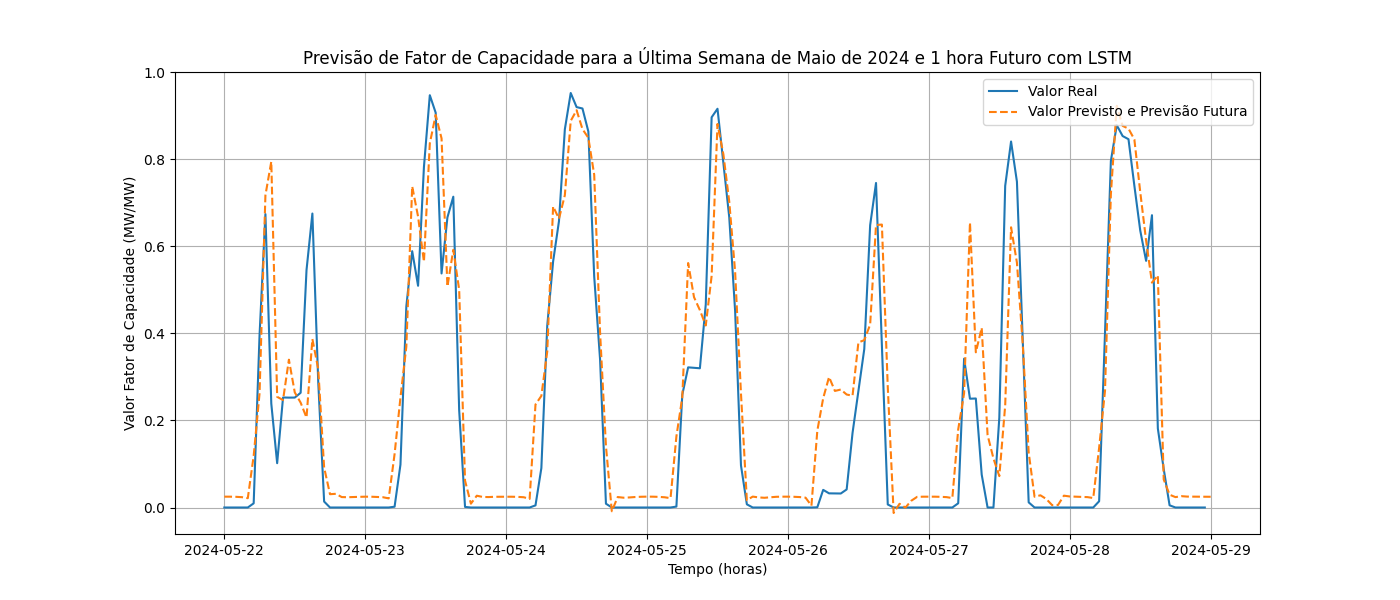 Previsão de Fator de Capacidade para a Última Semana de Maio de 2024 e 1 hora Futuro com LSTM
Valor Real
Valor Previsto e Previsão Futura
Valor Fator de Capacidade (MW/MW)
1.0
0.8
0.6
0.4
0.2
0.0
2024-05-22 2024-05-23 2024-05-24 2024-05-25 2024-05-26 2024-05-27 2024-05-28 2024-05-29
Tempo (horas)